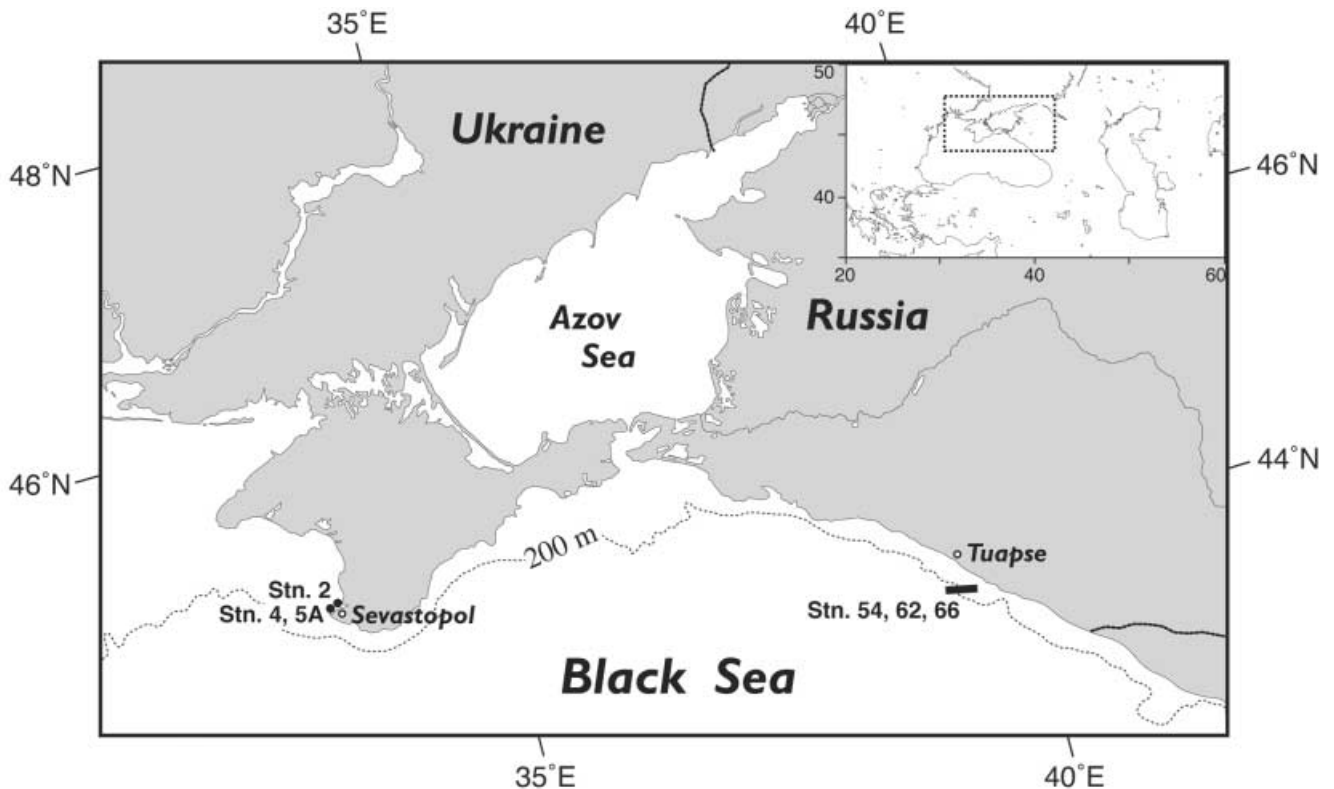 35°E
40°E
50
40
20
40
60
Ukraine
48°N
46°N
Azov
Sea
Russia
46°N
44°N
200 m
Tuapse
Stn. 2
Stn. 4, 5A
Sevastopol
Stn. 54, 62, 66
Black Sea
35°E
40°E